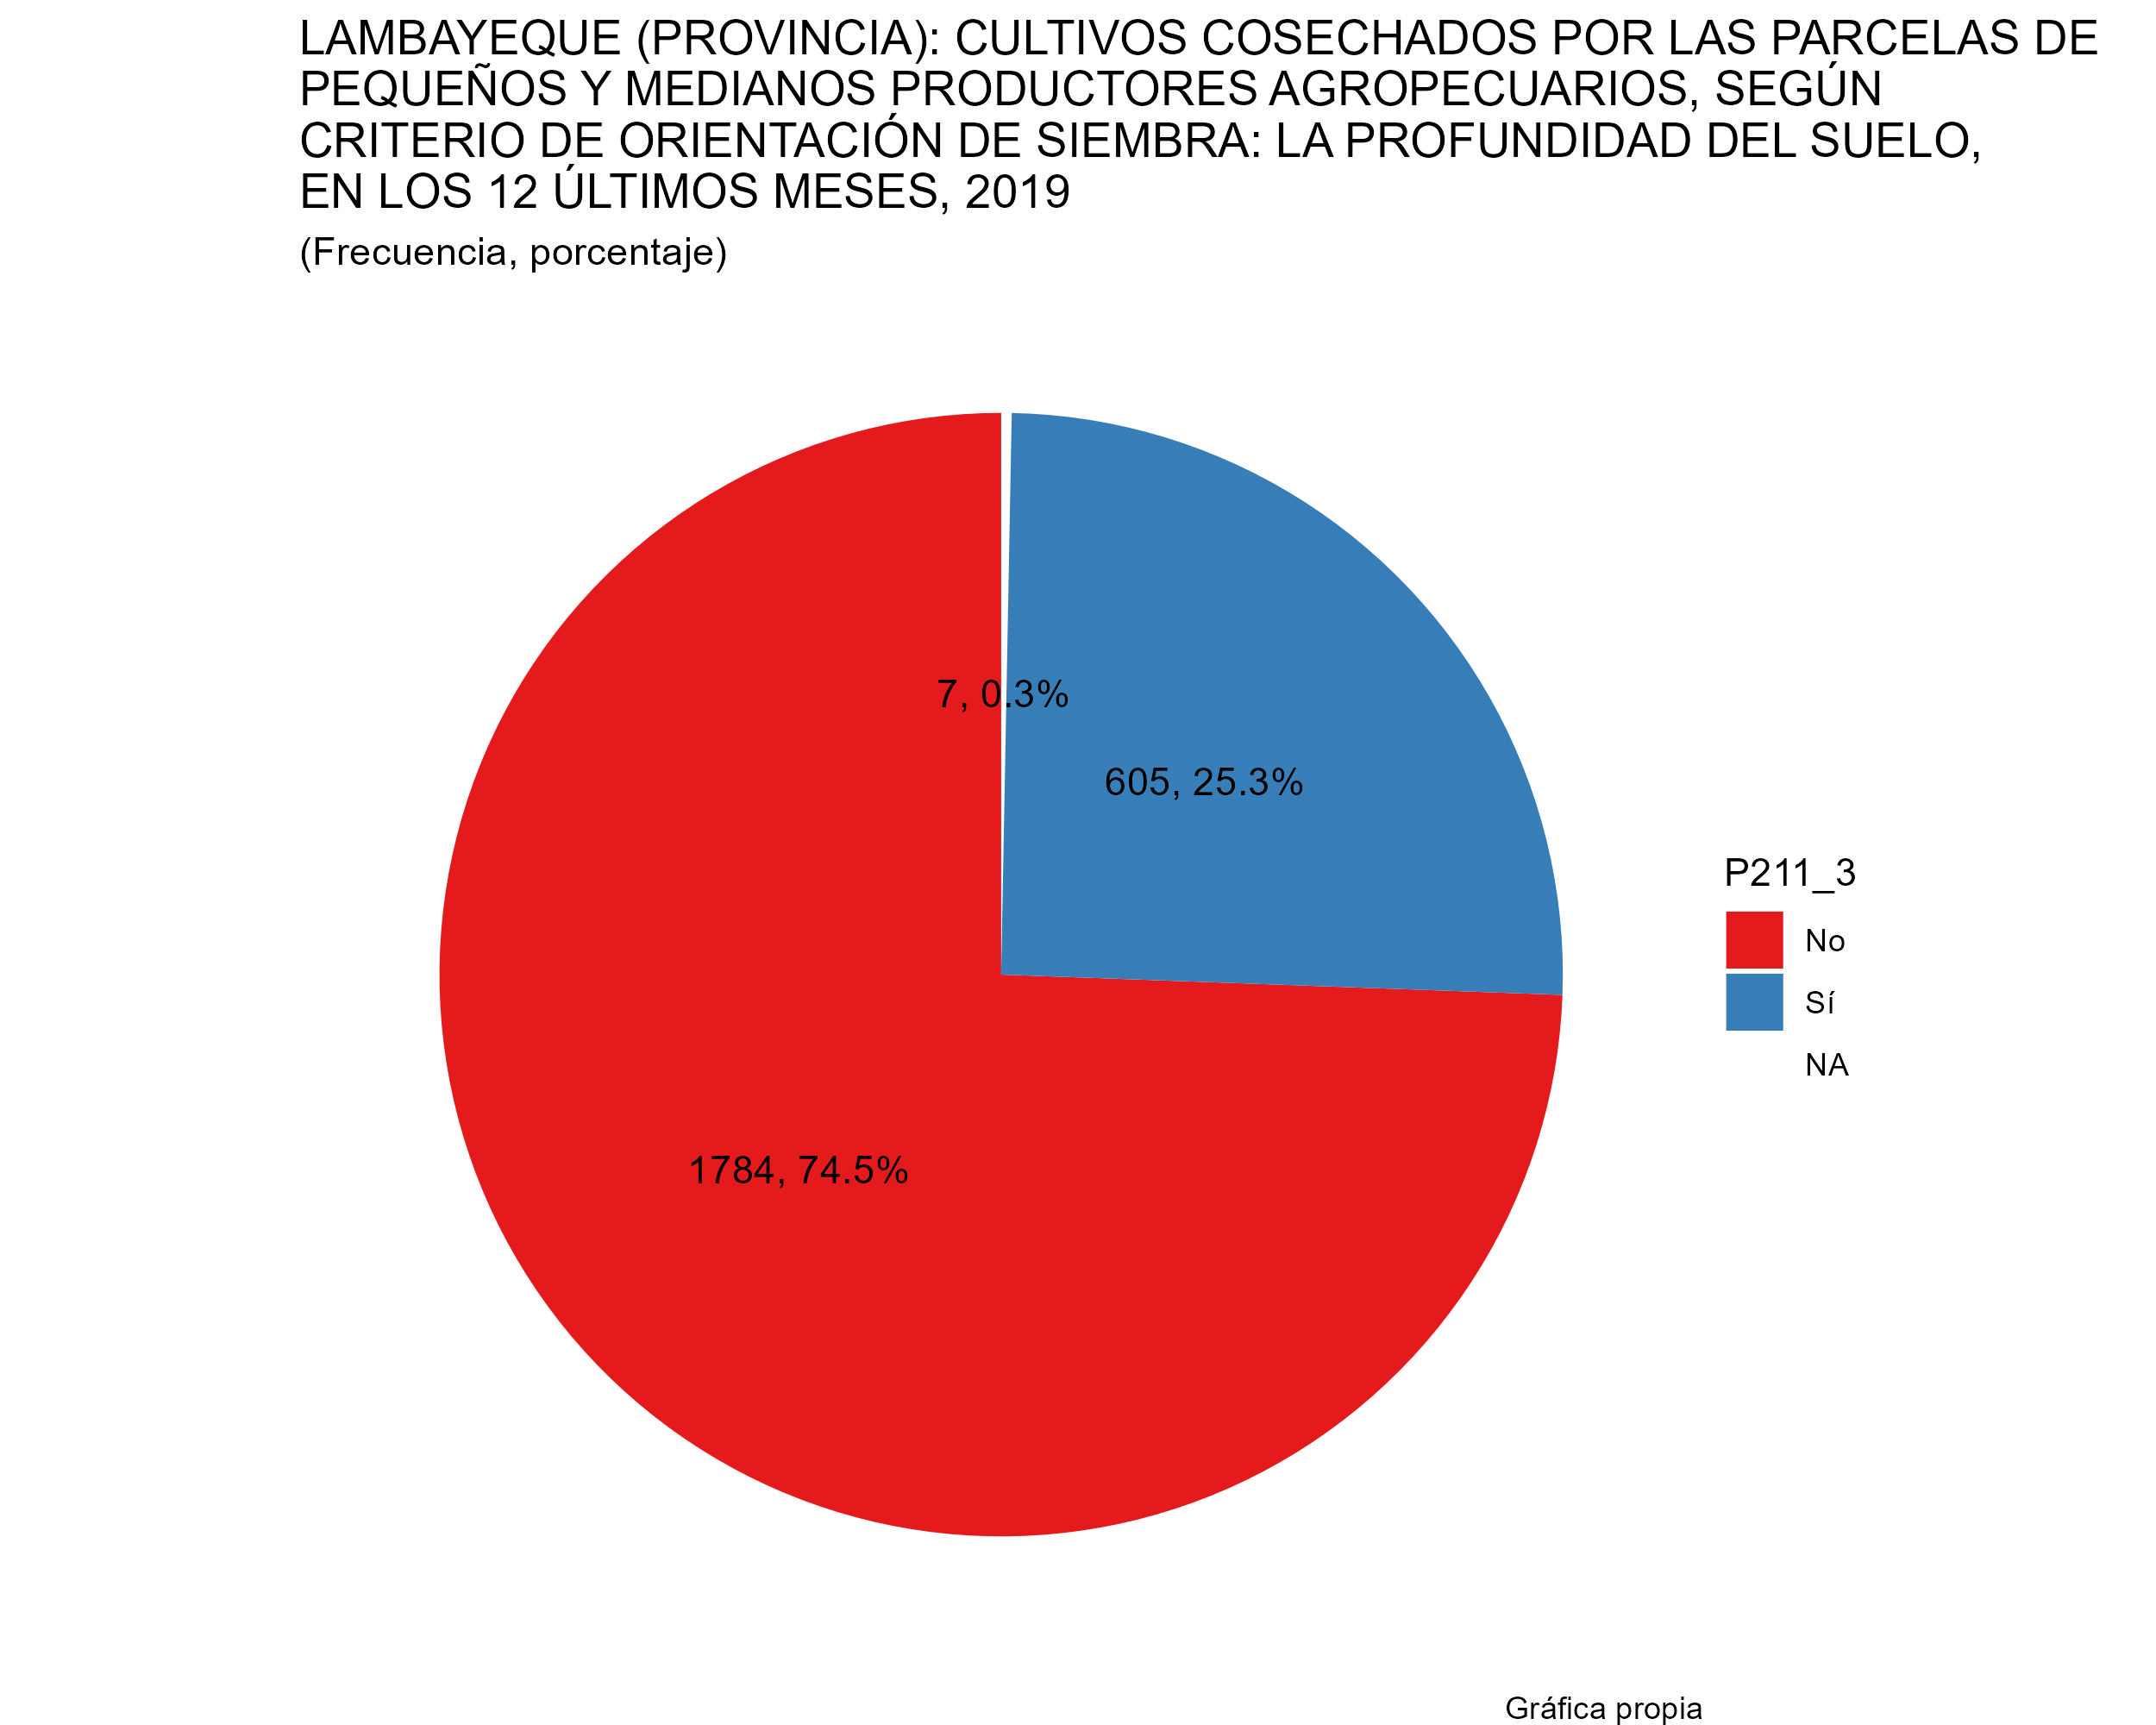 LAMBAYEQUE (PROVINCIA): CULTIVOS COSECHADOS POR LAS PARCELAS DE
PEQUEÑOS Y MEDIANOS PRODUCTORES AGROPECUARIOS, SEGÚN
CRITERIO DE ORIENTACIÓN DE SIEMBRA: LA PROFUNDIDAD DEL SUELO,
EN LOS 12 ÚLTIMOS MESES, 2019
(Frecuencia, porcentaje)
7, 0.3%
605, 25.3%
1784, 74.5%
P211_3
No
Sí
NA
Gráfica propia